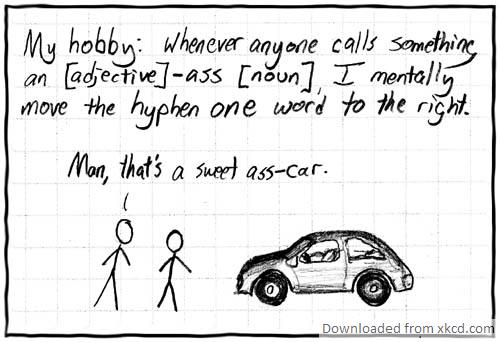 My hobby: Whenever anyone calls something
an [adjective]-ass [noun], I mentally
move the hyphen one word to the right.
Man, that's a sweet ass-car.
Downloaded from xkcd.com